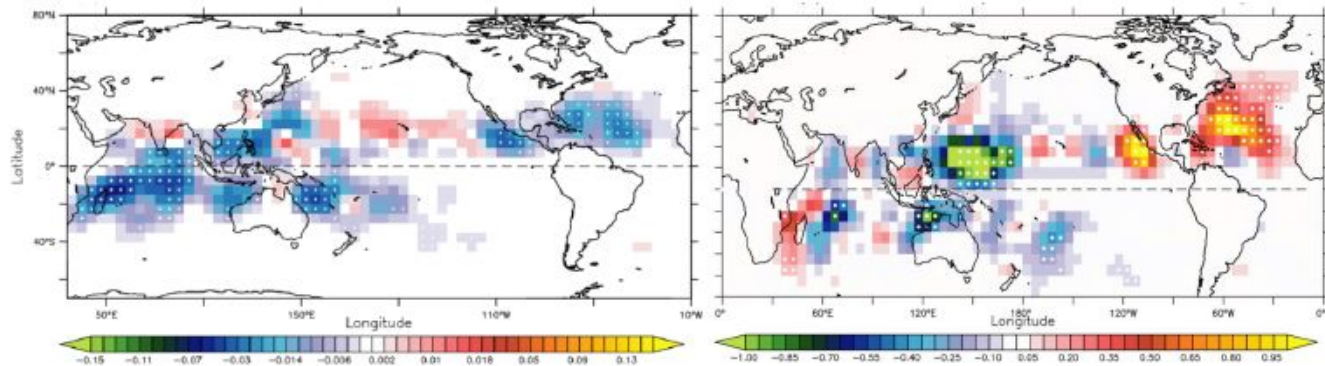 80°N
40°N
0°
40°S
Latitude
50°E 150°E 110°W 10°W
Longitude
-0.15 -0.11 -0.07 -0.03 -0.014 -0.006 0.002 0.01 0.018 0.05 0.09 0.13
0° 60°E 120°E 180° 120°W 60°W 0°
Longitude
-1.00 -0.85 -0.70 -0.55 -0.40 -0.25 -0.10 0.05 0.20 0.35 0.50 0.65 0.80 0.95